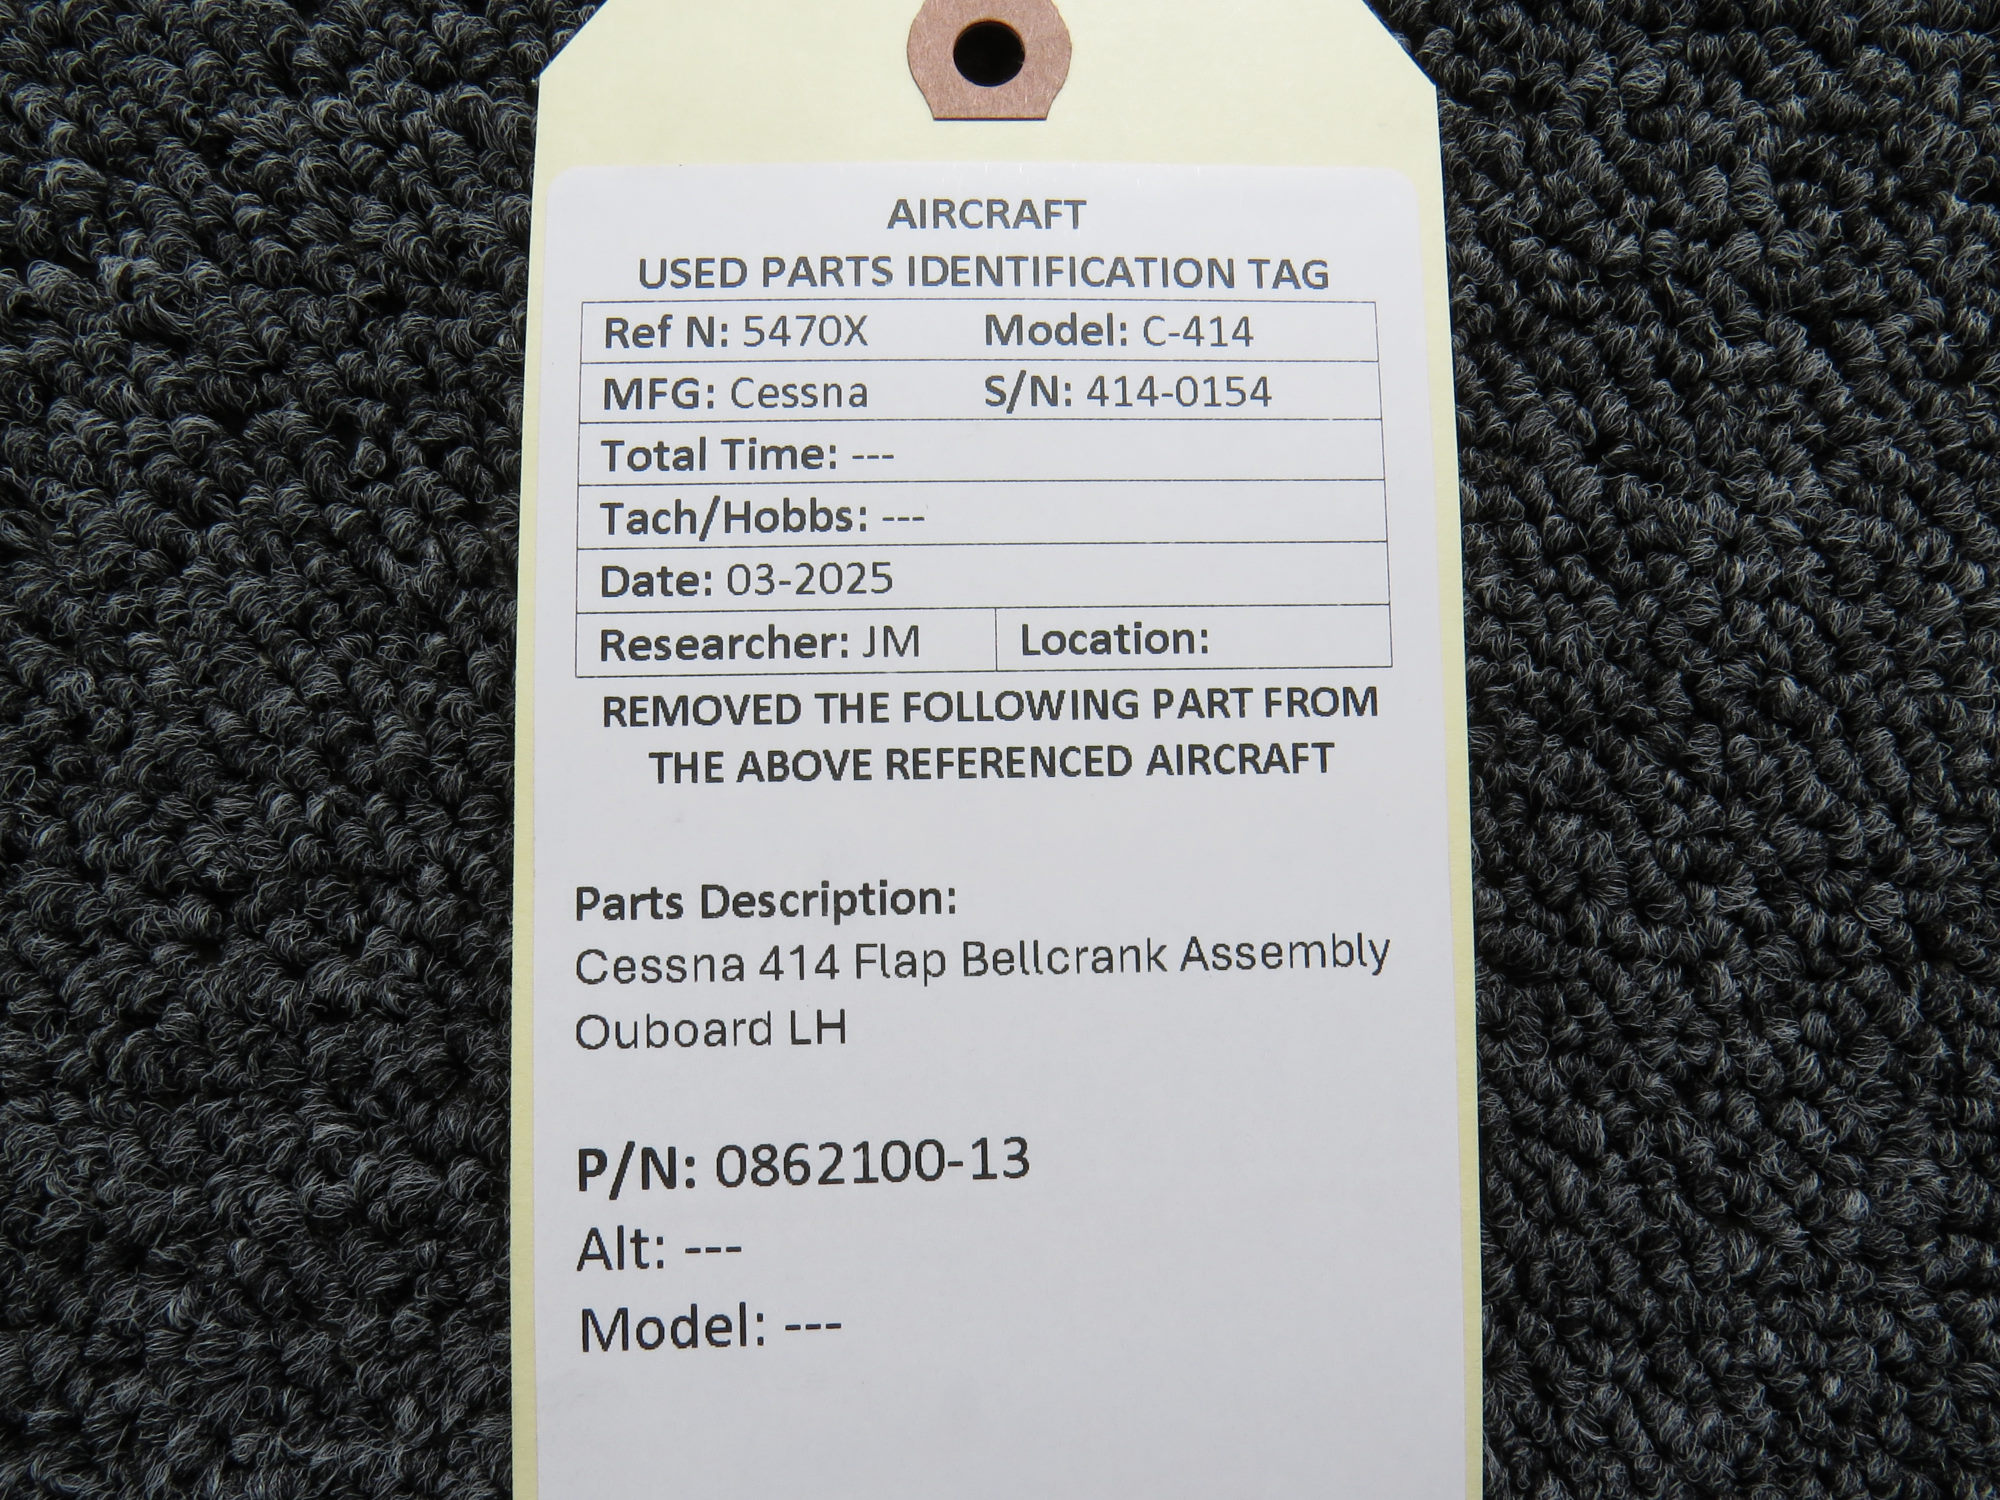 AIRCRAFT
USED PARTS IDENTIFICATION TAG
Ref N: 5470X Model: C-414
MFG: Cessna S/N: 414-0154
Total Time: ---
Tach/Hobbs: ---
Date: 03-2025
Researcher: JM Location:
REMOVED THE FOLLOWING PART FROM
THE ABOVE REFERENCED AIRCRAFT
Parts Description:
Cessna 414 Flap Bellcrank Assembly
Ouboard LH
P/N: 0862100-13
Alt: ---
Model: ---